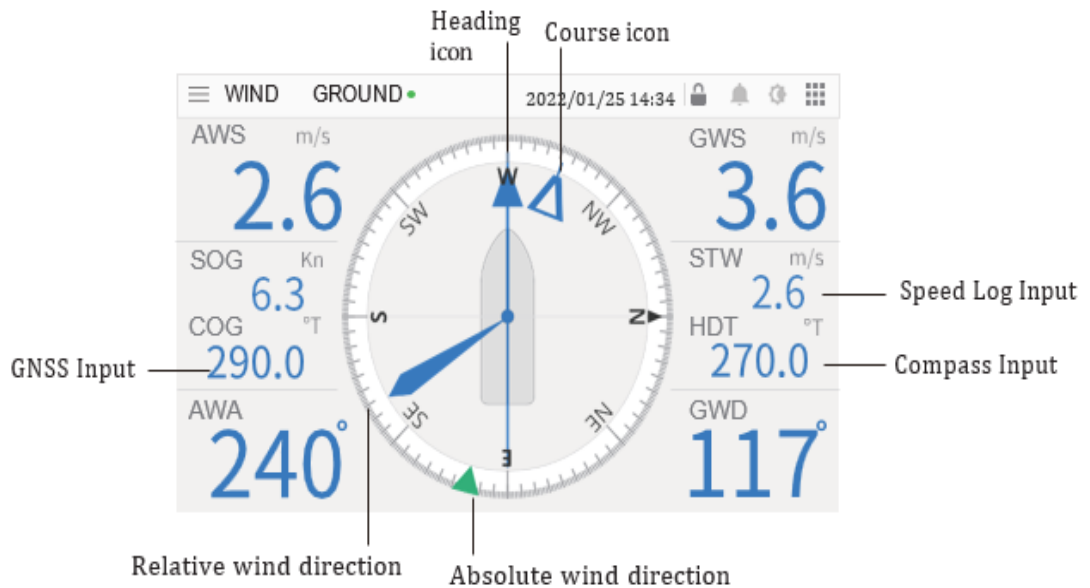 Heading
icon
Course icon
WIND GROUND
2022/01/25 14:34
AWS m/s
2.6
GWS m/s
3.6
W
SW
NW
SOG Kn
6.3
STW m/s
2.6
Speed Log Input
S
N
COG °T
290.0
HDT °T
270.0
GNSS Input
Compass Input
SE
NE
E
AWA
240°
GWD
117°
Relative wind direction
Absolute wind direction